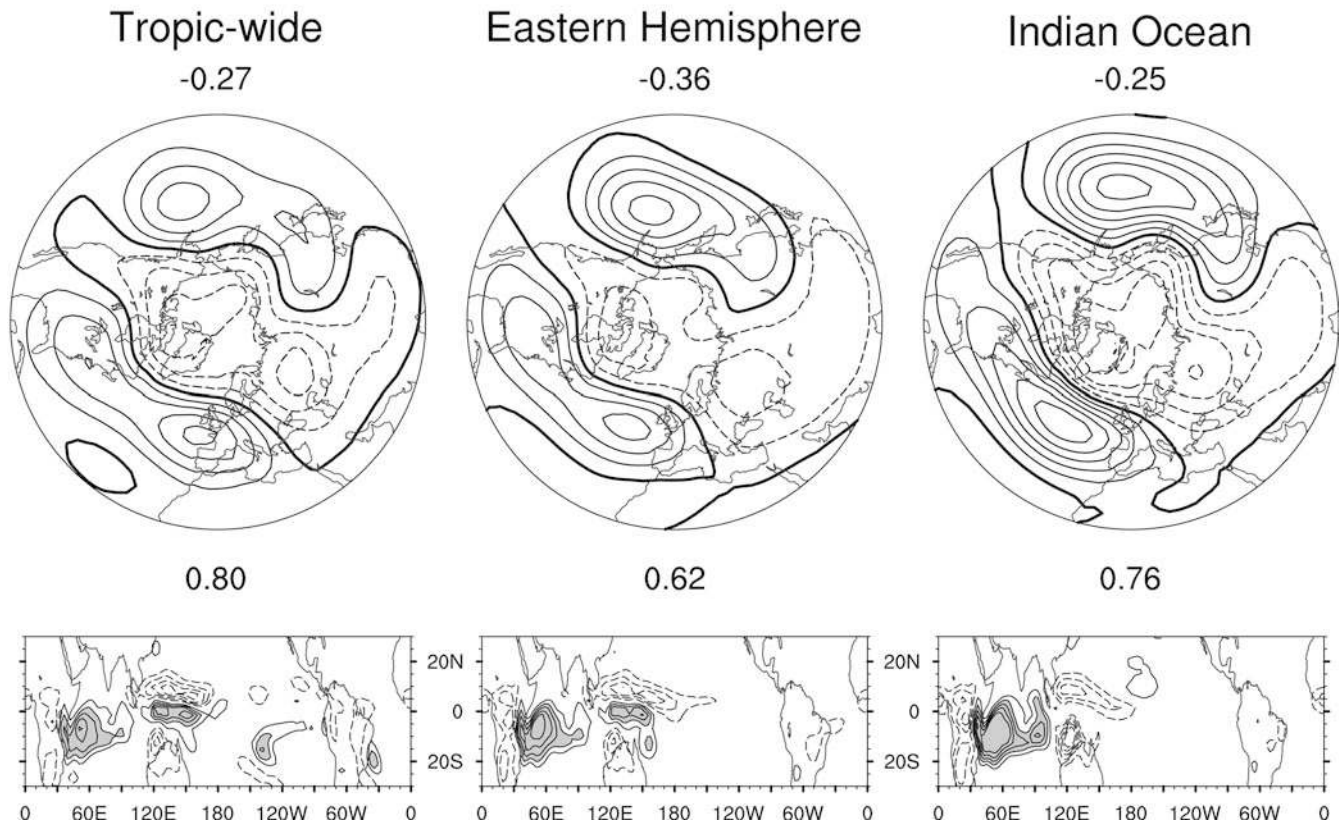 Tropic-wide Eastern Hemisphere Indian Ocean
-0.27 -0.36 -0.25
0.80 0.62 0.76
20N 20N
0 0
20S 20S
0 60E 120E 180 120W 60W 0 0 60E 120E 180 120W 60W 0 0 60E 120E 180 120W 60W 0